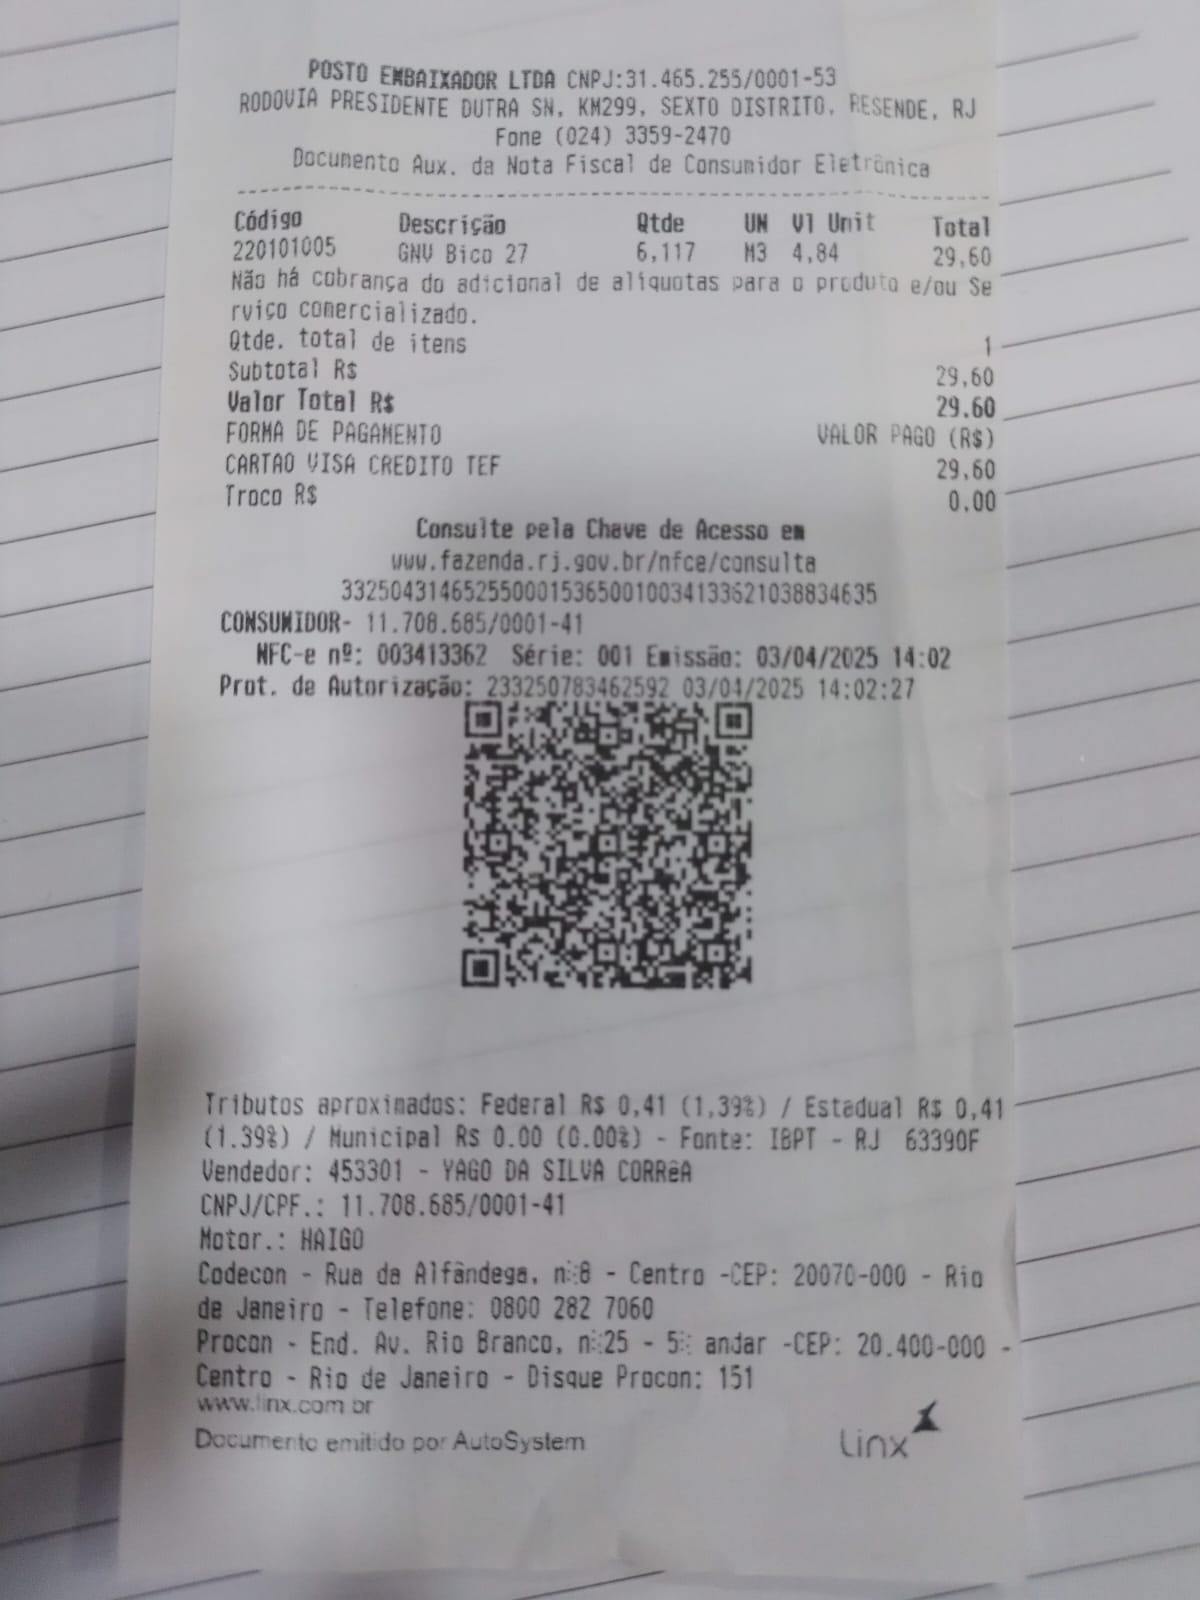 POSTO EMBAIXADOR LTDA CNPJ:31.465.255/0001-53
RODOVIA PRESIDENTE DUTRA SN, KM299, SEXTO DISTRITO, RESENDE, RJ
Fone (024) 3359-2470
Documento Aux. da Nota Fiscal de Consumidor Eletrônica
Código Descrição Qtde UN Vl Unit Total
220101005 GNV Bico 27 6,117 M3 4,84 29,60
Não há cobrança do adicional de alíquotas para o produto e/ou Se
rviço comercializado.
Qtde. total de itens 1
Subtotal R$ 29,60
Valor Total R$ 29,60
FORMA DE PAGAMENTO VALOR PAGO (R$)
CARTAO VISA CREDITO TEF 29,60
Troco R$ 0,00
Consulte pela Chave de Acesso em
www.fazenda.rj.gov.br/nfce/consulta
33250431465255000153650010034133621038834635
CONSUMIDOR- 11.708.685/0001-41
NFC-e nº: 003413362 Série: 001 Emissão: 03/04/2025 14:02
Prot. de Autorização: 233250783462592 03/04/2025 14:02:27
Tributos aproximados: Federal R$ 0,41 (1,39%) / Estadual R$ 0,41
(1.39%) / Municipal R$ 0.00 (0.00%) - Fonte: IBPT - RJ 63390F
Vendedor: 453301 - YAGO DA SILVA CORRêA
CNPJ/CPF.: 11.708.685/0001-41
Motor.: HAIGO
Codecon - Rua da Alfândega, n 8 - Centro -CEP: 20070-000 - Rio
de Janeiro - Telefone: 0800 282 7060
Procon - End. Av. Rio Branco, n 25 - 5 andar -CEP: 20.400-000 -
Centro - Rio de Janeiro - Disque Procon: 151
www.linx.com br
Documento emitido por AutoSystem
Linx